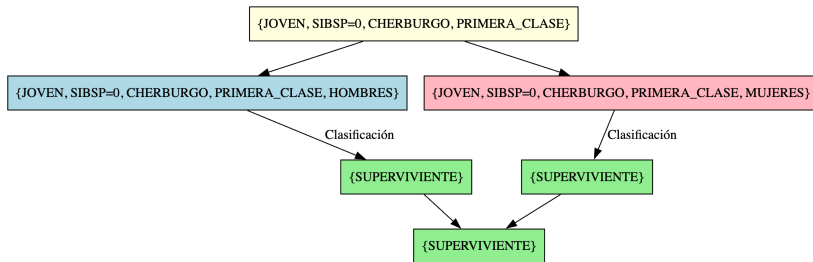 {JOVEN, SIBSP=0, CHERBURGO, PRIMERA_CLASE}
{JOVEN, SIBSP=0, CHERBURGO, PRIMERA_CLASE, HOMBRES}
{JOVEN, SIBSP=0, CHERBURGO, PRIMERA_CLASE, MUJERES}
Clasificación
Clasificación
{SUPERVIVIENTE}
{SUPERVIVIENTE}
{SUPERVIVIENTE}